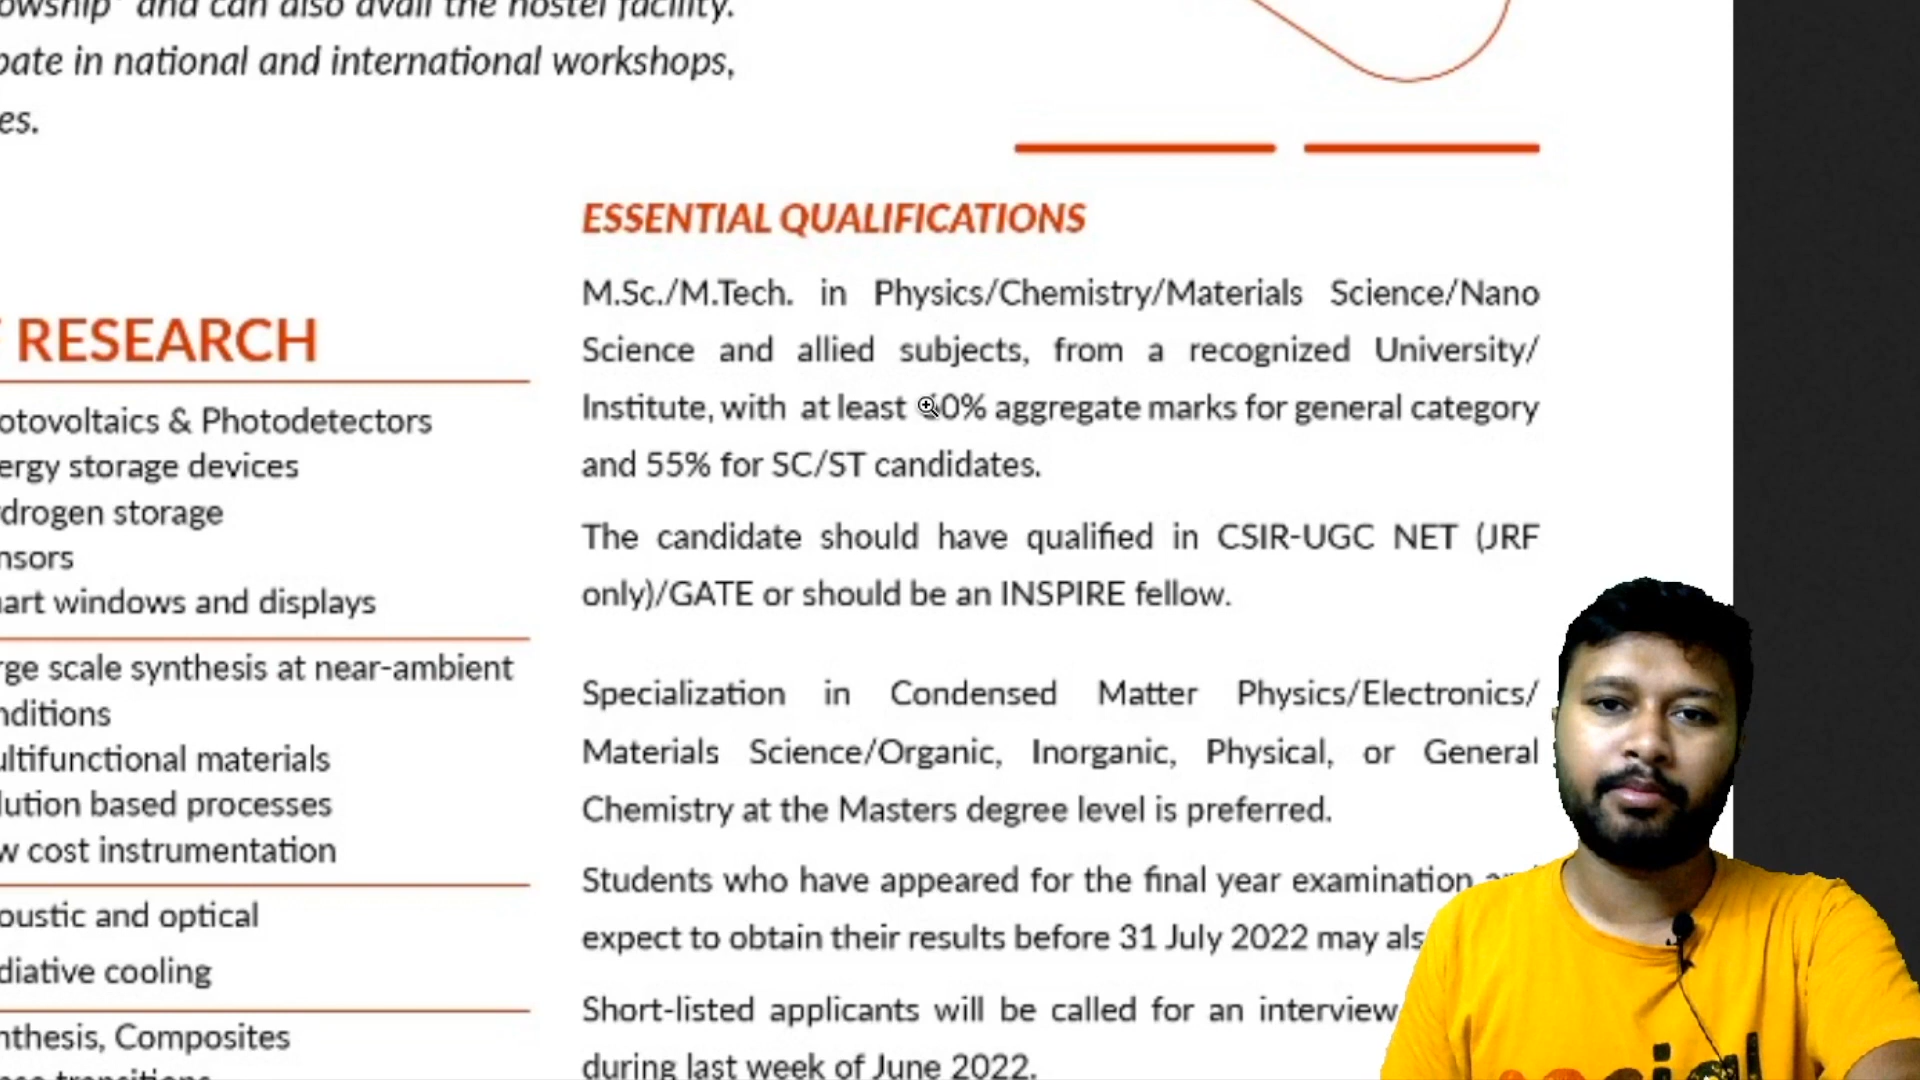 owship* and can also avail the hostel facility.
pate in national and international workshops,
es.
RESEARCH
otovoltaics & Photodetectors
ergy storage devices
drogen storage
nsors
art windows and displays
rge scale synthesis at near-ambient
nditions
ultifunctional materials
lution based processes
w cost instrumentation
oustic and optical
diative cooling
nthesis, Composites
transitions
ESSENTIAL QUALIFICATIONS
M.Sc./M.Tech. in Physics/Chemistry/Materials Science/Nano
Science and allied subjects, from a recognized University/
Institute, with at least 0% aggregate marks for general category
and 55% for SC/ST candidates.
The candidate should have qualified in CSIR-UGC NET (JRF
only)/GATE or should be an INSPIRE fellow.
Specialization in Condensed Matter Physics/Electronics/
Materials Science/Organic, Inorganic, Physical, or General
Chemistry at the Masters degree level is preferred.
Students who have appeared for the final year examination
expect to obtain their results before 31 July 2022 may als
Short-listed applicants will be called for an interview
during last week of June 2022.